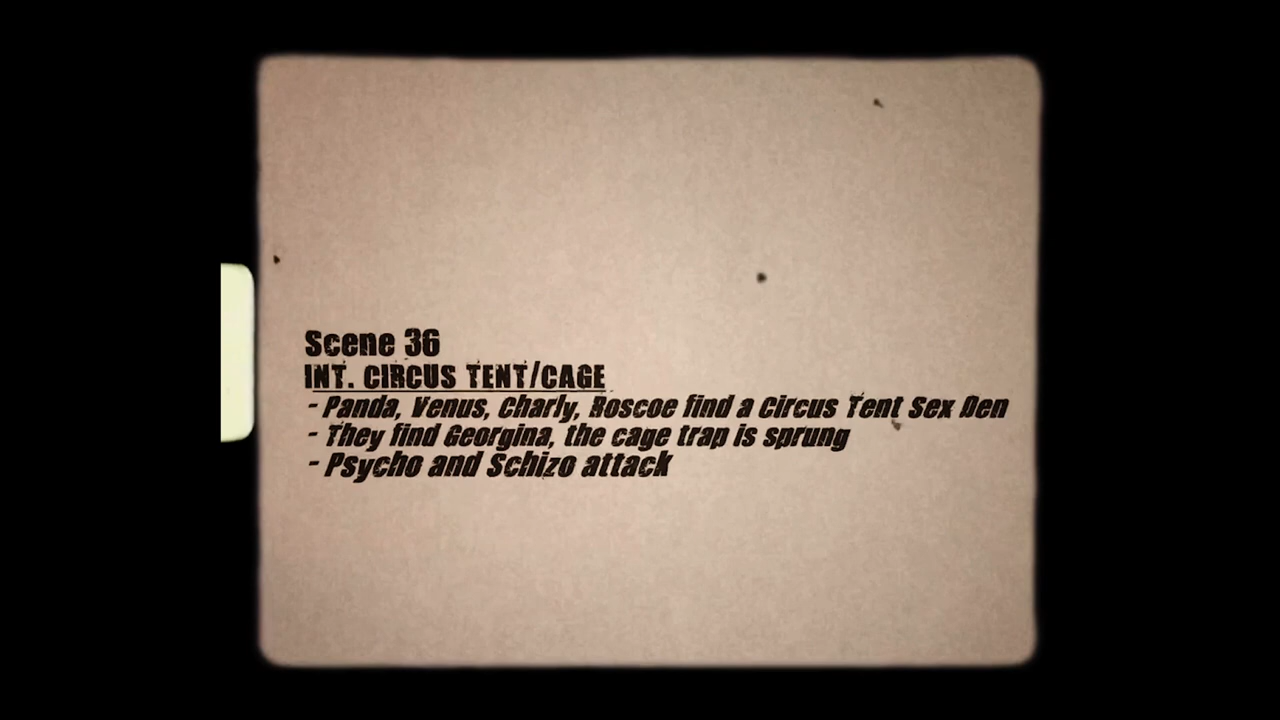 Scene 36
INT. CIRCUS TENT/CAGE
- Panda, Venus, Charly, Roscoe find a Circus Tent Sex Den
- They find Georgina, the cage trap is sprung
- Psycho and Schizo attack